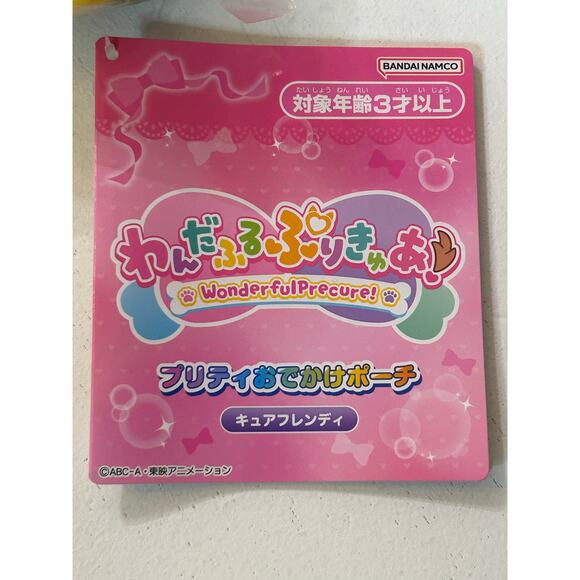 BANDAI NAMCO
たいしょう ねん れい さい い じょう
対象年齢3才以上
わんだふるぷりきゅあ!
WonderfulPrecure!
プリティおでかけポーチ
キュアフレンディ
©ABC-A・東映アニメーション